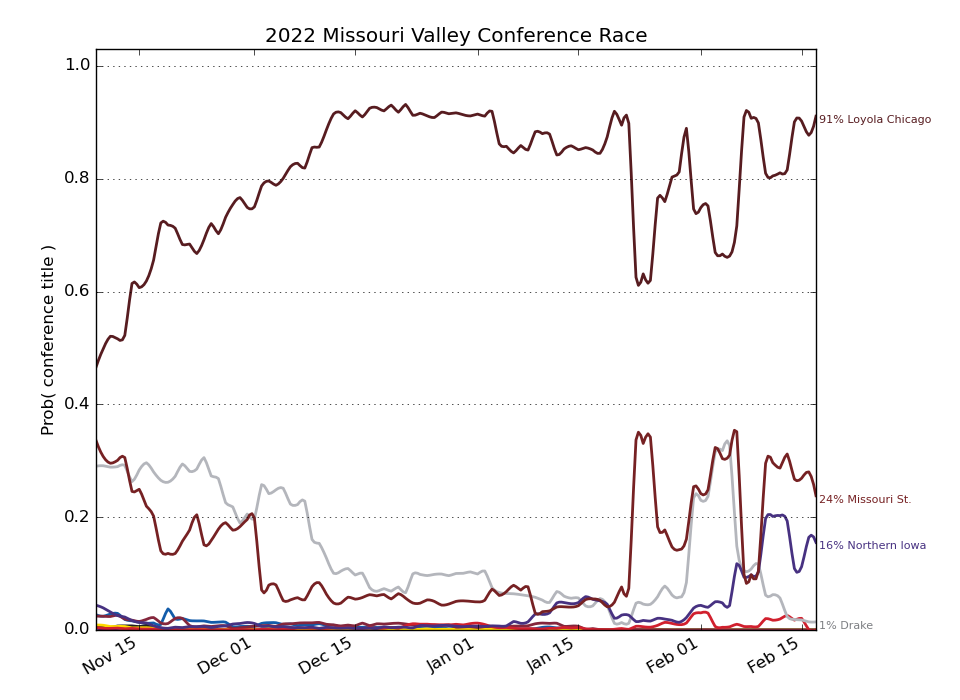 2022 Missouri Valley Conference Race
1.0
0.8
0.6
0.4
0.2
0.0
Prob( conference title )
91% Loyola Chicago
24% Missouri St.
16% Northern Iowa
1% Drake
Nov 15
Dec 01
Dec 15
Jan 01
Jan 15
Feb 01
Feb 15